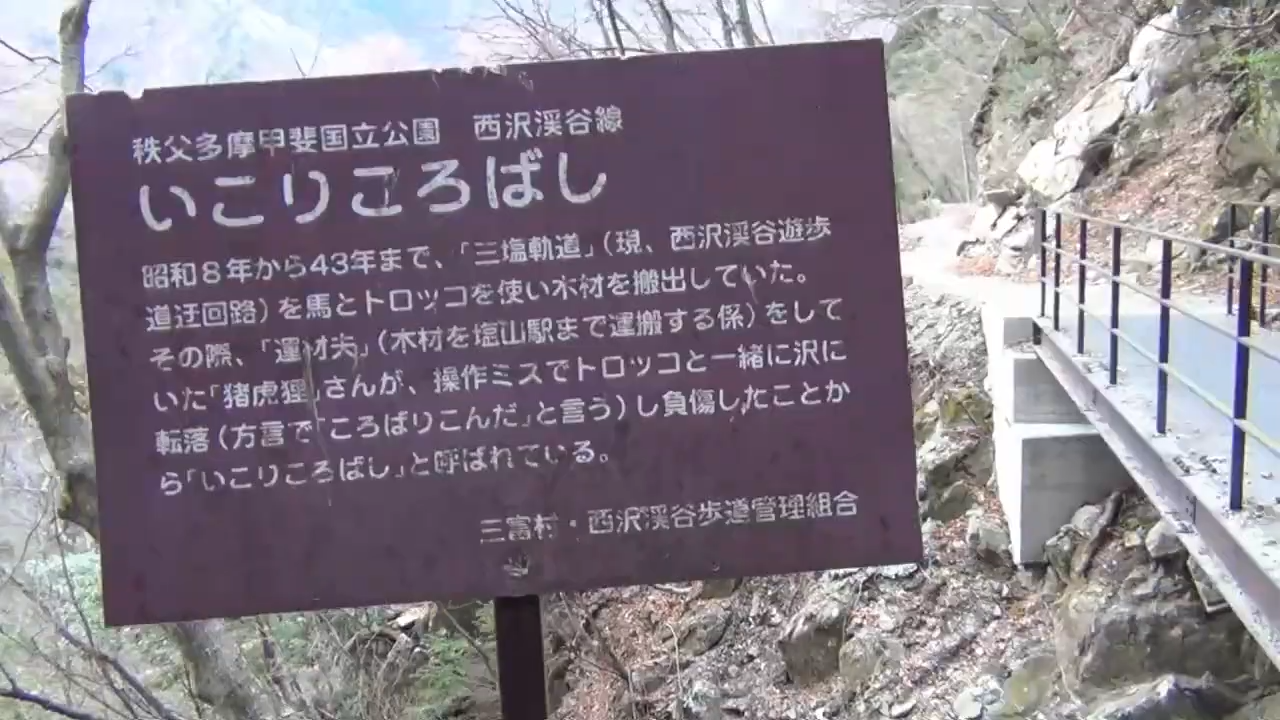 秩父多摩甲斐国立公園　西沢渓谷線
いこりころばし
昭和８年から43年まで、「三塩軌道」（現、西沢渓谷遊歩
道迂回路）を馬とトロッコを使い木材を搬出していた。
その際、「運材夫」（木材を塩山駅まで運搬する係）をして
いた「猪虎狸」さんが、操作ミスでトロッコと一緒に沢に
転落（方言で「ころばりこんだ」と言う）し負傷したことか
ら「いこりころばし」と呼ばれている。
三富村・西沢渓谷歩道管理組合